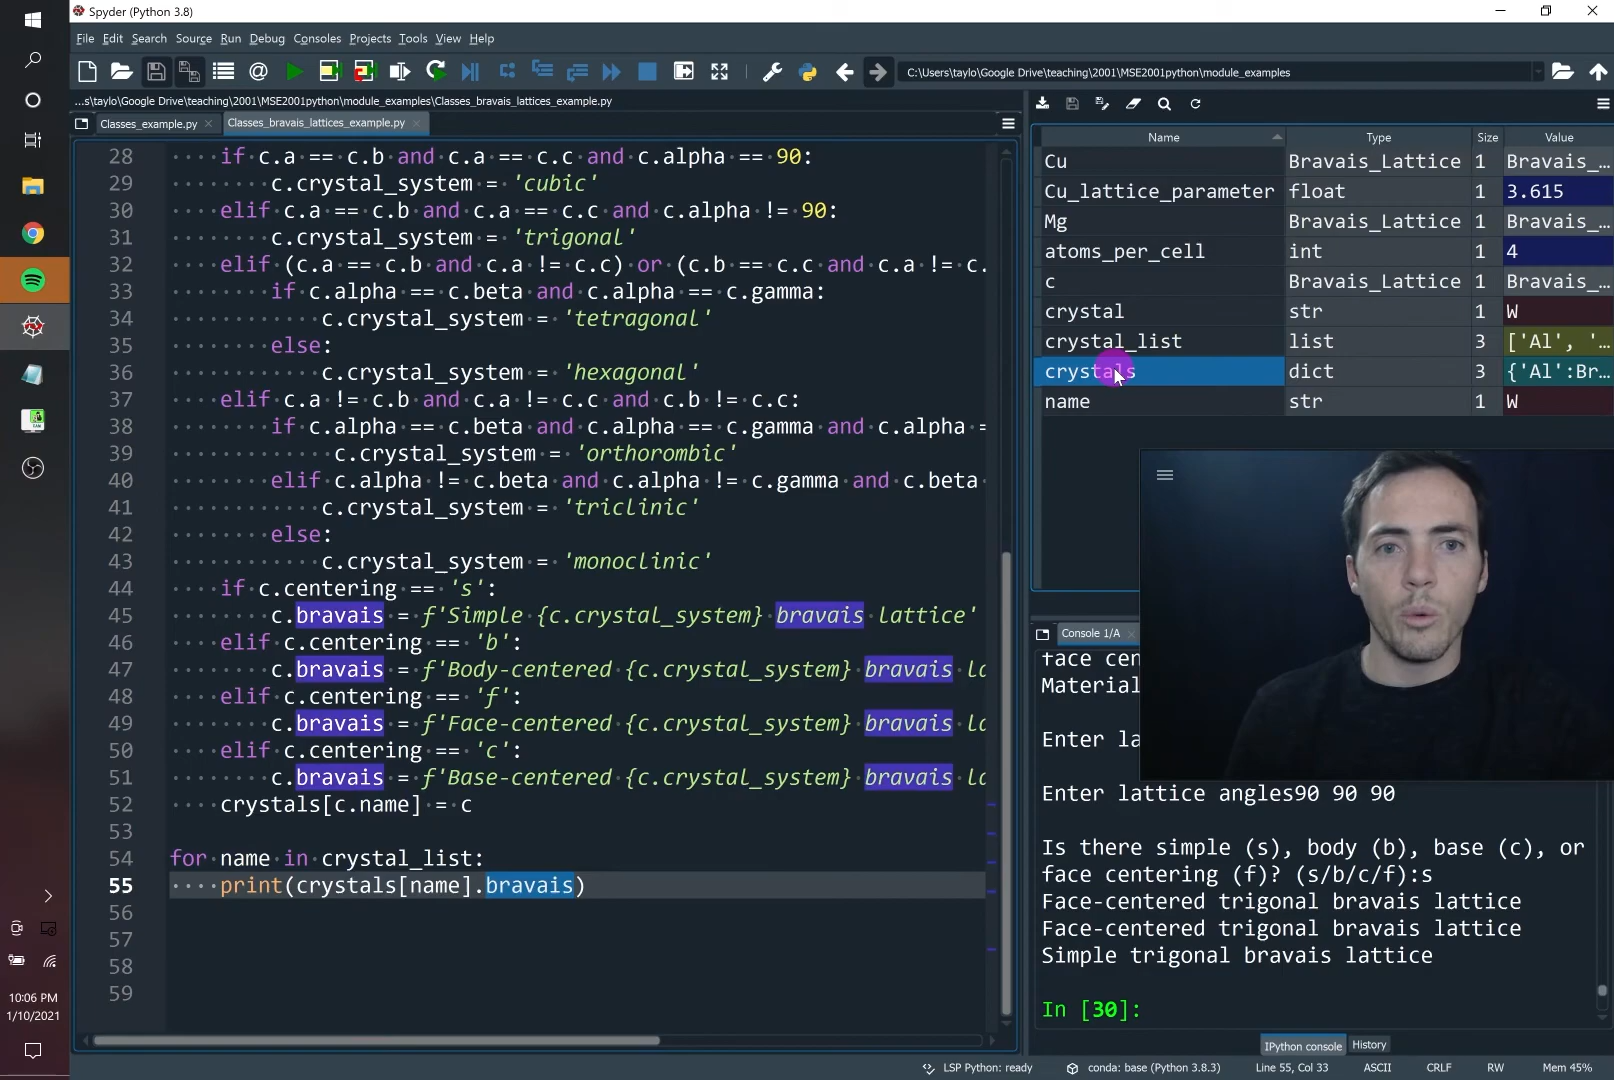 Spyder (Python 3.8)
File Edit Search Source Run Debug Consoles Projects Tools View Help
C:\Users\taylo\Google Drive\teaching\2001\MSE2001python\module_examples
...s\taylo\Google Drive\teaching\2001\MSE2001python\module_examples\Classes_bravais_lattices_example.py
Classes_example.py Classes_bravais_lattices_example.py
28 ····if·c.a == c.b and c.a == c.c and c.alpha == 90:
29 ········c.crystal_system = 'cubic'
30 ····elif c.a == c.b and c.a == c.c and c.alpha != 90:
31 ········c.crystal_system = 'trigonal'
32 ····elif (c.a == c.b and c.a != c.c) or (c.b == c.c and c.a != c.
33 ········if c.alpha == c.beta and c.alpha == c.gamma:
34 ············c.crystal_system = 'tetragonal'
35 ········else:
36 ············c.crystal_system = 'hexagonal'
37 ····elif c.a != c.b and c.a != c.c and c.b != c.c:
38 ········if c.alpha == c.beta and c.alpha == c.gamma and c.alpha =
39 ·············c.crystal_system = 'orthorombic'
40 ········elif c.alpha != c.beta and c.alpha != c.gamma and c.beta
41 ············c.crystal_system = 'triclinic'
42 ········else:
43 ············c.crystal_system = 'monoclinic'
44 ····if c.centering == 's':
45 ········c.bravais = f'Simple {c.crystal_system} bravais lattice'
46 ····elif c.centering == 'b':
47 ········c.bravais = f'Body-centered {c.crystal_system} bravais la
48 ····elif c.centering == 'f':
49 ········c.bravais = f'Face-centered {c.crystal_system} bravais la
50 ····elif c.centering == 'c':
51 ········c.bravais = f'Base-centered {c.crystal_system} bravais la
52 ····crystals[c.name] = c
53
54 for name in crystal_list:
55 ····print(crystals[name].bravais)
56
57
58
59
Name Type Size Value
Cu Bravais_Lattice 1 Bravais_...
Cu_lattice_parameter float 1 3.615
Mg Bravais_Lattice 1 Bravais_...
atoms_per_cell int 1 4
c Bravais_Lattice 1 Bravais_...
crystal str 1 W
crystal_list list 3 ['Al', '...
crystals dict 3 {'Al':Br...
name str 1 W
Console 1/A
face cen
Material
Enter la
Enter lattice angles90 90 90
Is there simple (s), body (b), base (c), or
face centering (f)? (s/b/c/f):s
Face-centered trigonal bravais lattice
Face-centered trigonal bravais lattice
Simple trigonal bravais lattice
In [30]:
IPython console History
10:06 PM
1/10/2021
LSP Python: ready conda: base (Python 3.8.3) Line 55, Col 33 ASCII CRLF RW Mem 45%